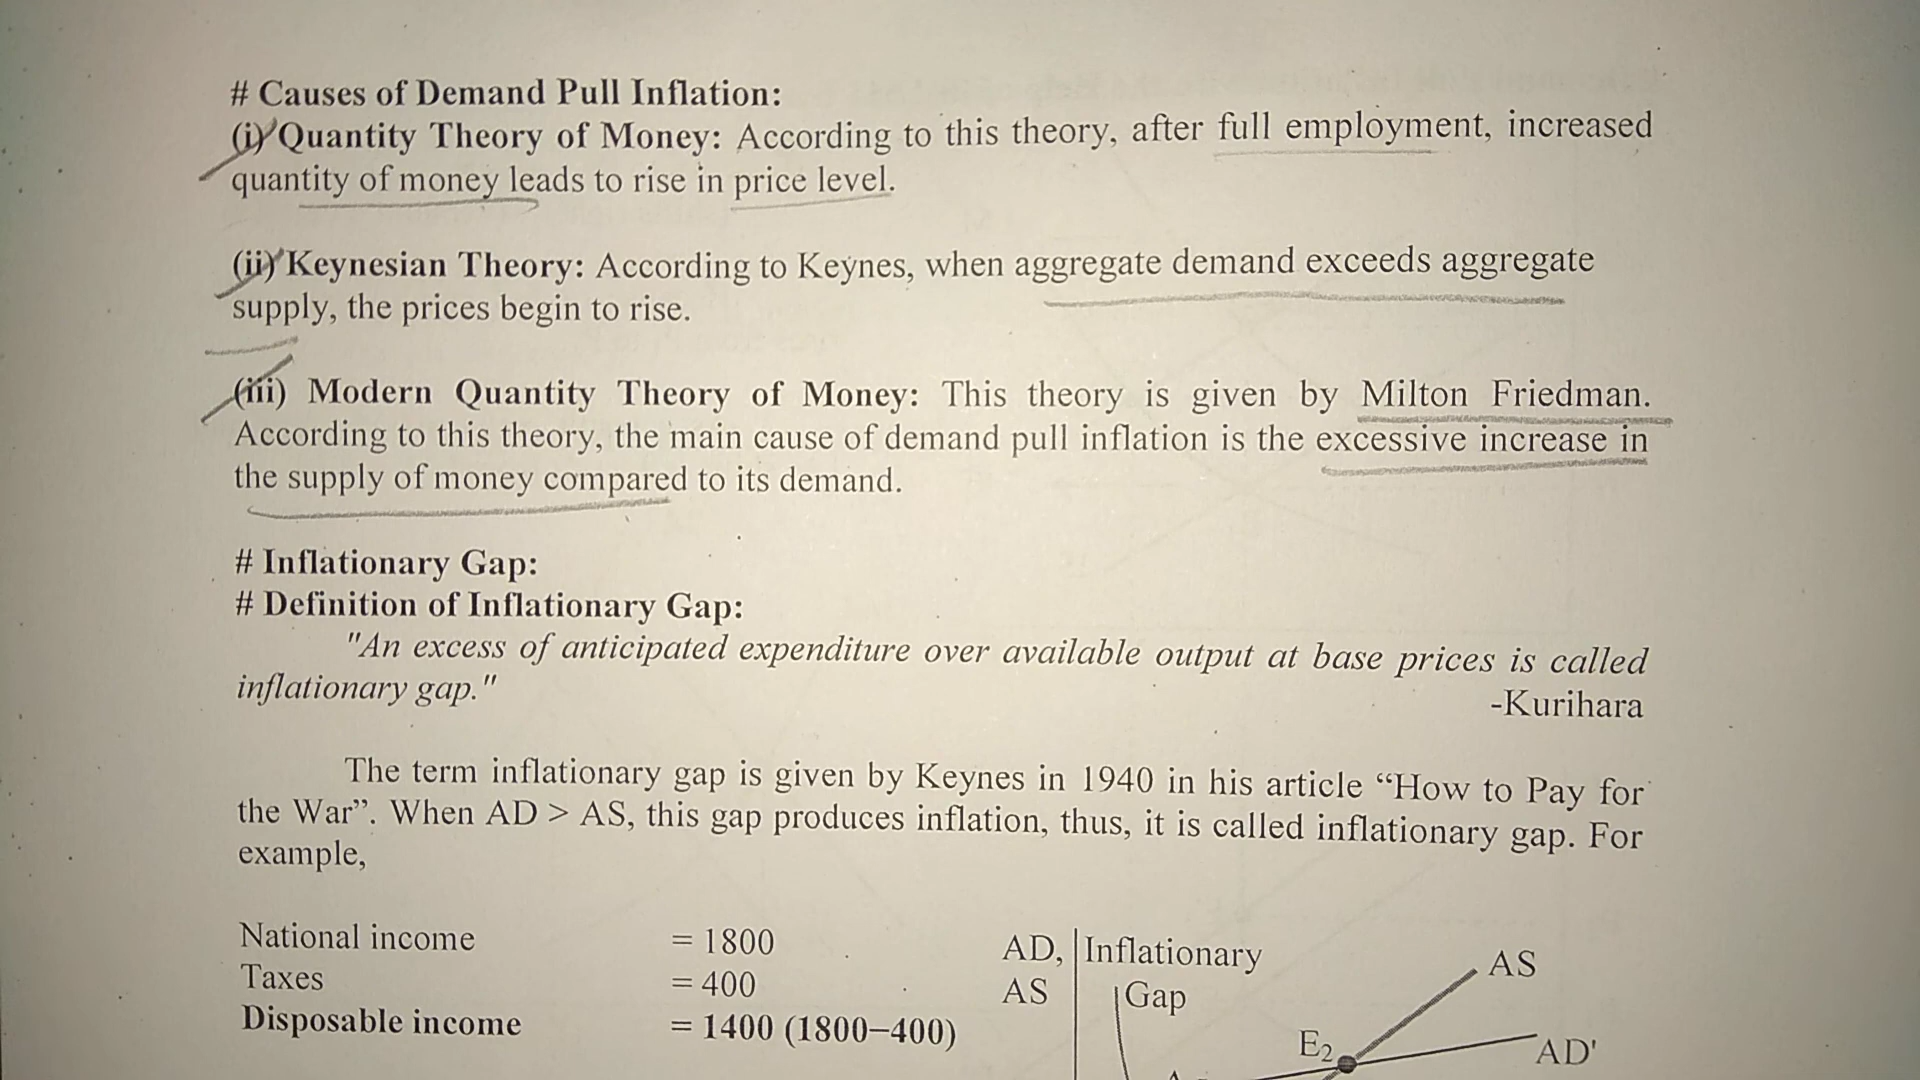 # Causes of Demand Pull Inflation:
(i) Quantity Theory of Money: According to this theory, after full employment, increased
quantity of money leads to rise in price level.
(ii) Keynesian Theory: According to Keynes, when aggregate demand exceeds aggregate
supply, the prices begin to rise.
(iii) Modern Quantity Theory of Money: This theory is given by Milton Friedman.
According to this theory, the main cause of demand pull inflation is the excessive increase in
the supply of money compared to its demand.
# Inflationary Gap:
# Definition of Inflationary Gap:
"An excess of anticipated expenditure over available output at base prices is called
inflationary gap."
-Kurihara
The term inflationary gap is given by Keynes in 1940 in his article “How to Pay for
the War”. When AD > AS, this gap produces inflation, thus, it is called inflationary gap. For
example,
National income = 1800
Taxes = 400
Disposable income = 1400 (1800–400)
AD,
AS
Inflationary
Gap
AS
E2
AD'